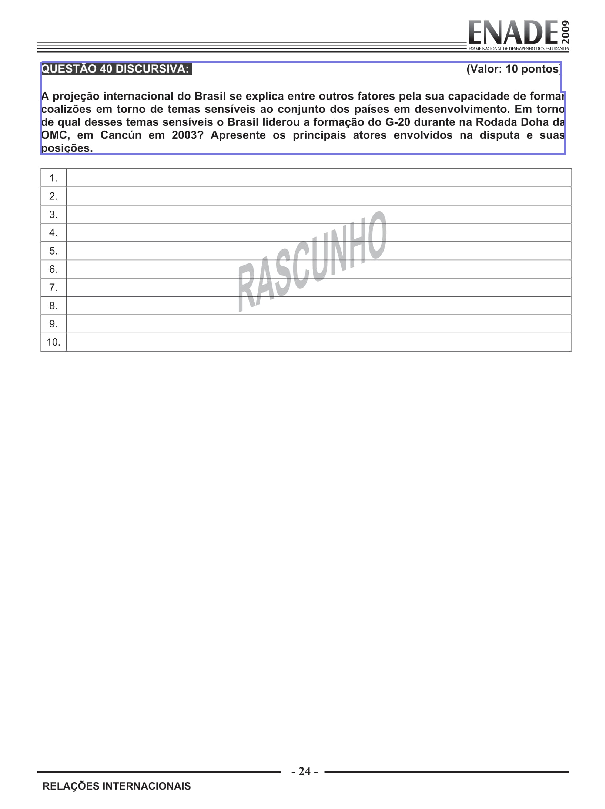 ENADE 2009
EXAME NACIONAL DE DESEMPENHO DOS ESTUDANTES
QUESTÃO 40 DISCURSIVA: (Valor: 10 pontos)
A projeção internacional do Brasil se explica entre outros fatores pela sua capacidade de formar
coalizões em torno de temas sensíveis ao conjunto dos países em desenvolvimento. Em torno
de qual desses temas sensíveis o Brasil liderou a formação do G-20 durante na Rodada Doha da
OMC, em Cancún em 2003? Apresente os principais atores envolvidos na disputa e suas
posições.
1.
2.
3.
4.
5.
6.
7.
8.
9.
10.
RASCUNHO
- 24 -
RELAÇÕES INTERNACIONAIS